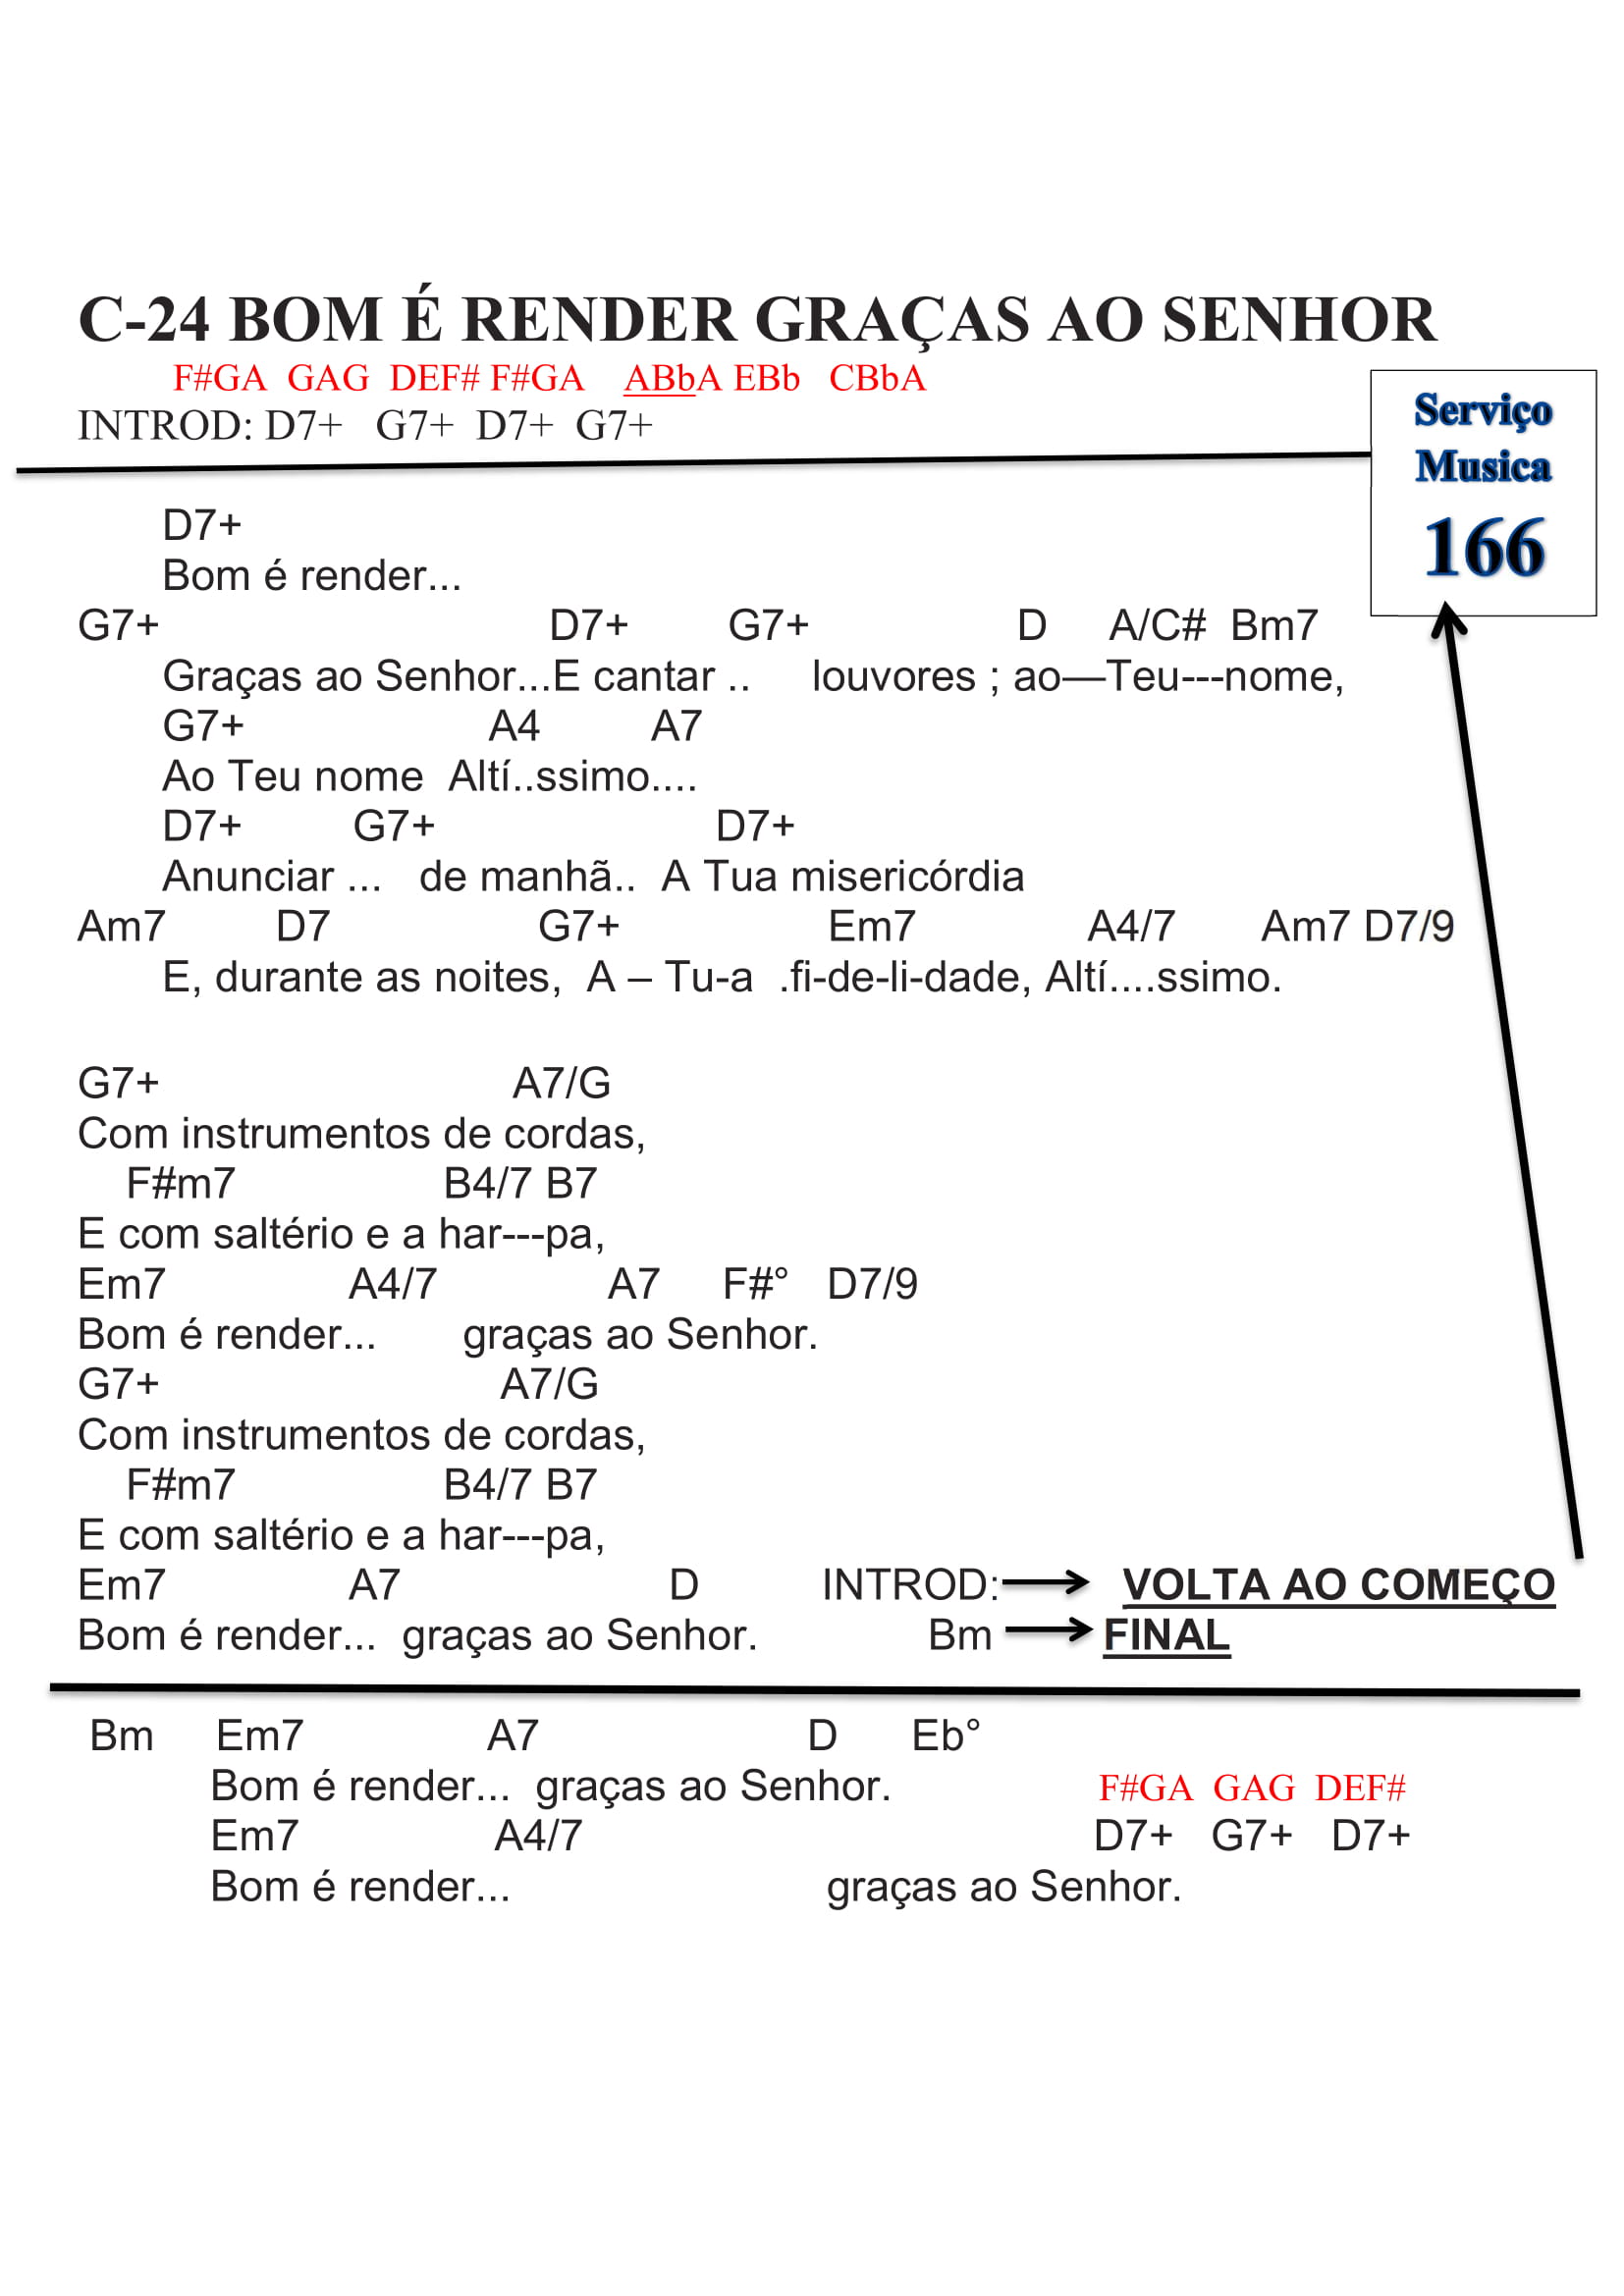 C-24 BOM É RENDER GRAÇAS AO SENHOR
F#GA GAG DEF# F#GA ABbA EBb CBbA
INTROD: D7+ G7+ D7+ G7+
Serviço
Musica
166
D7+
Bom é render...
G7+ D7+ G7+ D A/C# Bm7
Graças ao Senhor...E cantar .. louvores ; ao—Teu---nome,
G7+ A4 A7
Ao Teu nome Altí..ssimo....
D7+ G7+ D7+
Anunciar ... de manhã.. A Tua misericórdia
Am7 D7 G7+ Em7 A4/7 Am7 D7/9
E, durante as noites, A – Tu-a .fi-de-li-dade, Altí....ssimo.
G7+ A7/G
Com instrumentos de cordas,
F#m7 B4/7 B7
E com saltério e a har---pa,
Em7 A4/7 A7 F#° D7/9
Bom é render... graças ao Senhor.
G7+ A7/G
Com instrumentos de cordas,
F#m7 B4/7 B7
E com saltério e a har---pa,
Em7 A7 D INTROD: VOLTA AO COMEÇO
Bom é render... graças ao Senhor. Bm FINAL
Bm Em7 A7 D Eb°
Bom é render... graças ao Senhor. F#GA GAG DEF#
Em7 A4/7 D7+ G7+ D7+
Bom é render... graças ao Senhor.